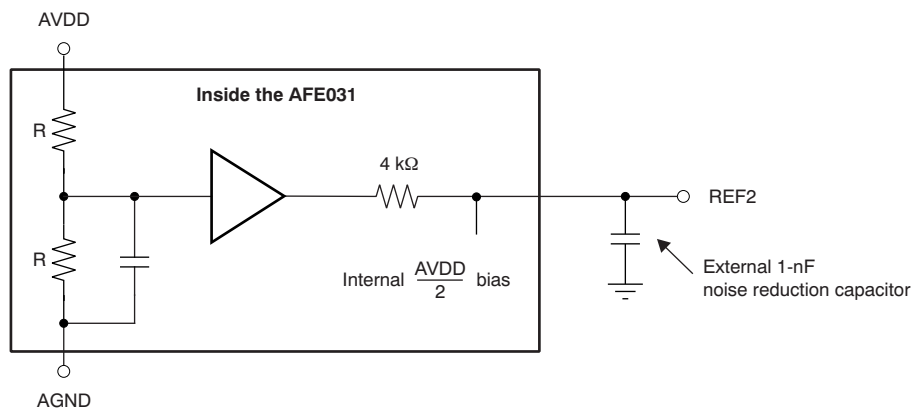 AVDD
Inside the AFE031
R
4 kΩ
REF2
R
Internal AVDD/2 bias
External 1-nF
noise reduction capacitor
AGND